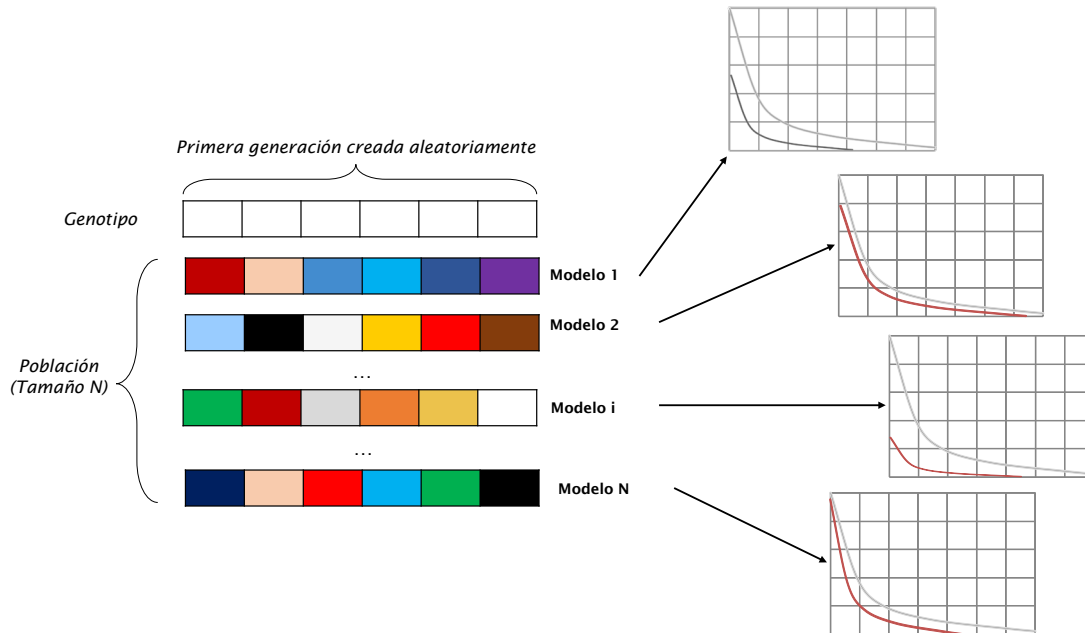 Primera generación creada aleatoriamente
Genotipo
Modelo 1
Modelo 2
...
Población
(Tamaño N)
Modelo i
...
Modelo N